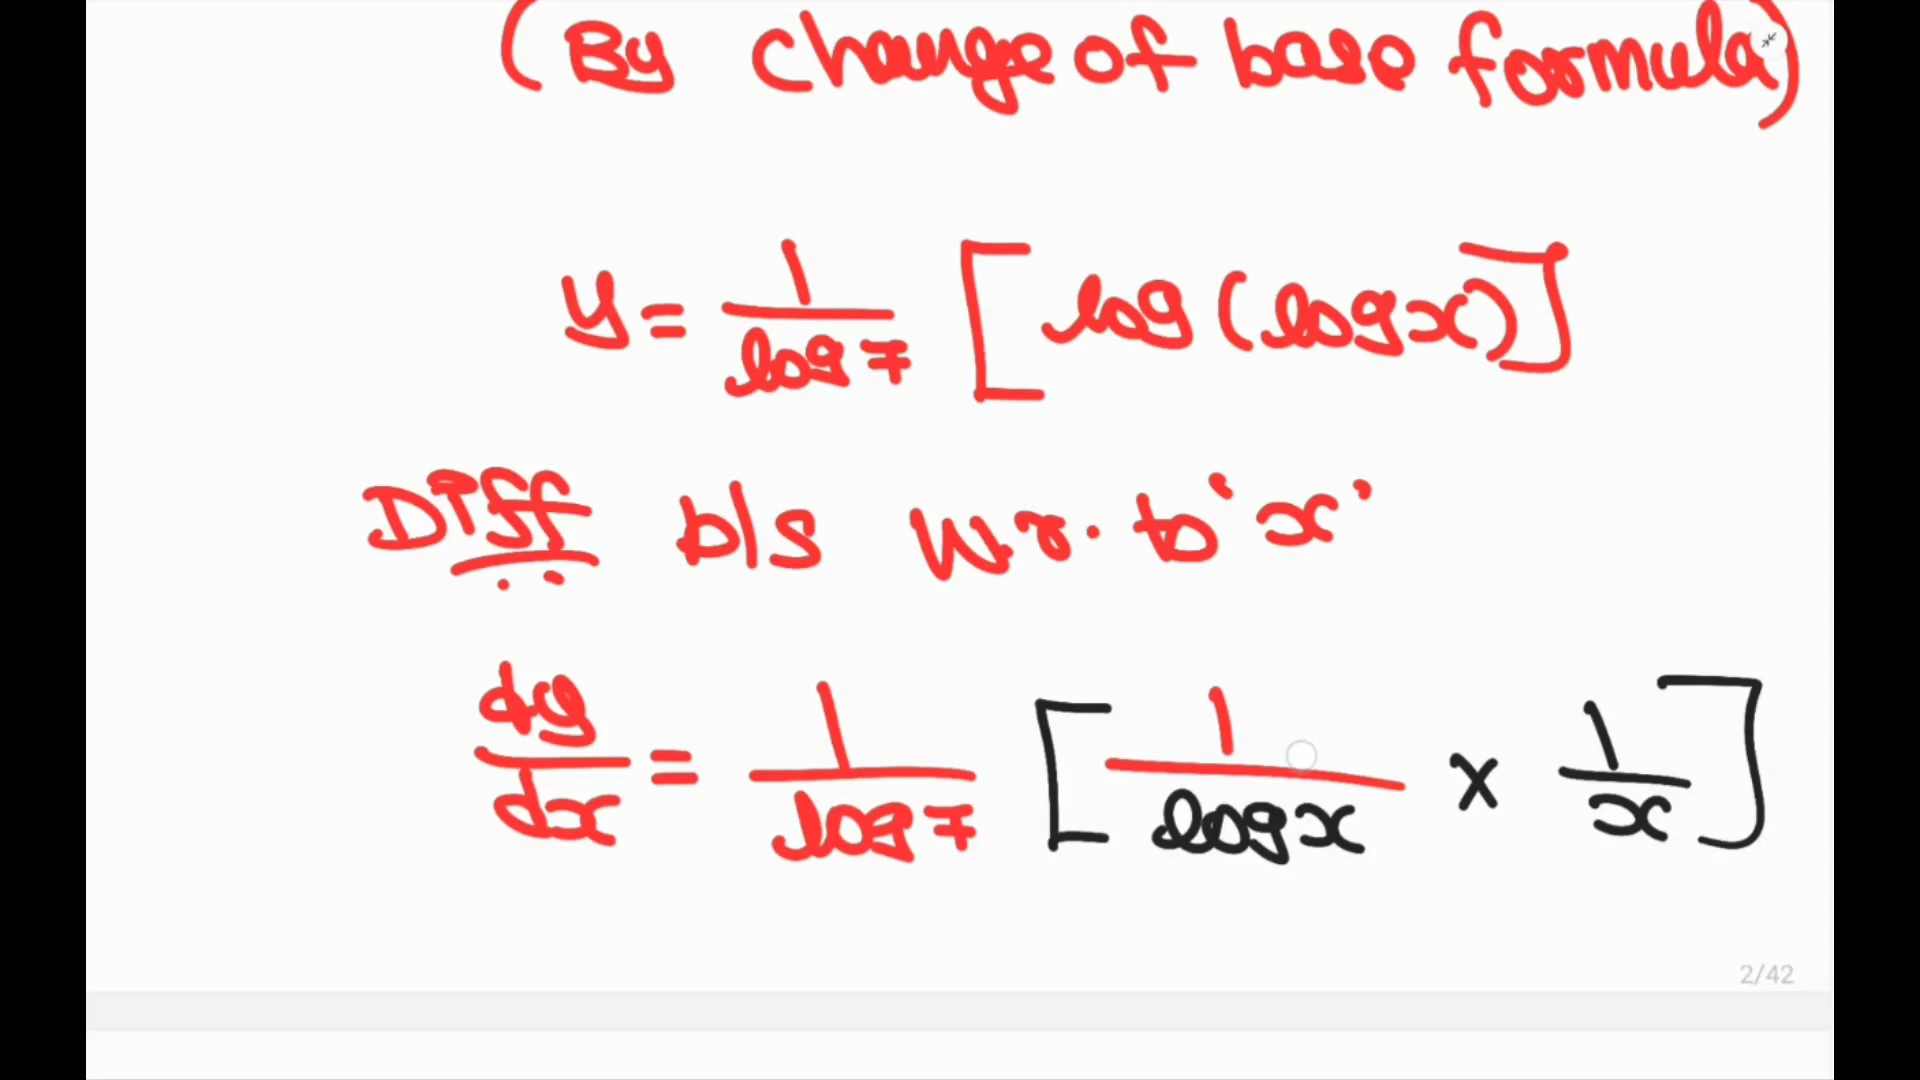 (By change of base formula)
y = 1/log 7 [log (log x)]
Diff b/s w.r. to 'x'
dy/dx = 1/log 7 [1/log x × 1/x]
2/42